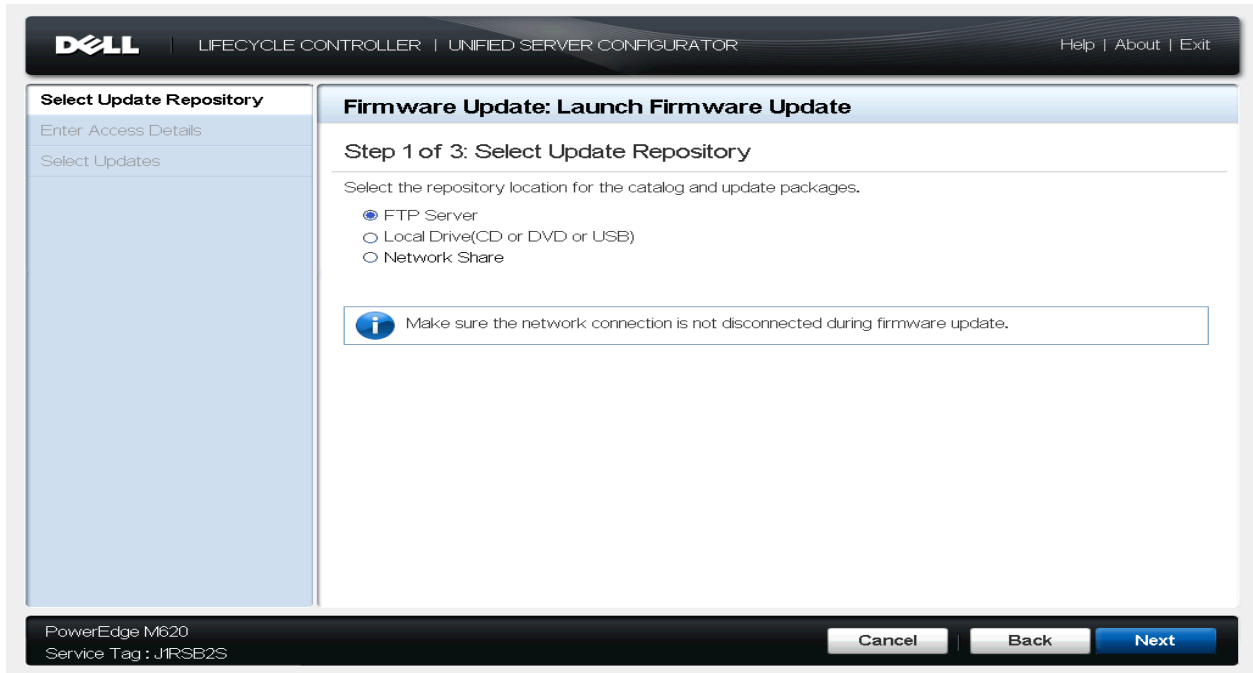 DELL LIFECYCLE CONTROLLER | UNIFIED SERVER CONFIGURATOR Help | About | Exit
Select Update Repository
Enter Access Details
Select Updates
Firmware Update: Launch Firmware Update
Step 1 of 3: Select Update Repository
Select the repository location for the catalog and update packages.
FTP Server
Local Drive(CD or DVD or USB)
Network Share
Make sure the network connection is not disconnected during firmware update.
PowerEdge M620
Service Tag : J1RSB2S
Cancel | Back Next